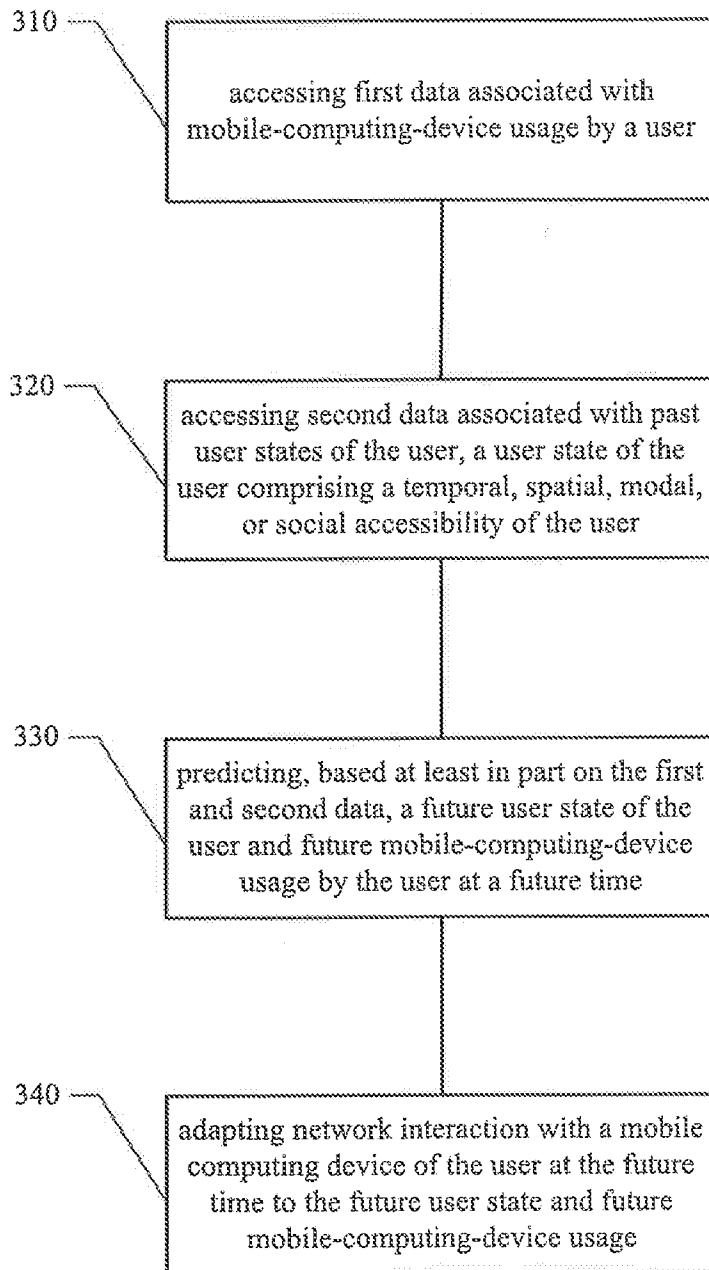 310
accessing first data associated with
mobile-computing-device usage by a user
320
accessing second data associated with past
user states of the user, a user state of the
user comprising a temporal, spatial, modal,
or social accessibility of the user
330
predicting, based at least in part on the first
and second data, a future user state of the
user and future mobile-computing-device
usage by the user at a future time
340
adapting network interaction with a mobile
computing device of the user at the future
time to the future user state and future
mobile-computing-device usage